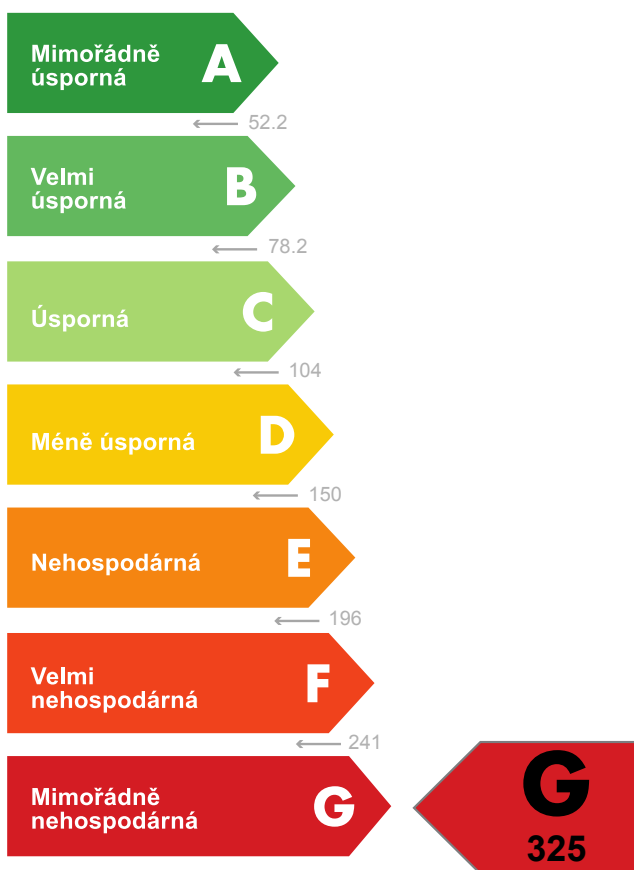 Mimořádně
úsporná
A
← 52.2
Velmi
úsporná
B
← 78.2
Úsporná
C
← 104
Méně úsporná
D
← 150
Nehospodárná
E
← 196
Velmi
nehospodárná
F
← 241
Mimořádně
nehospodárná
G
G
325